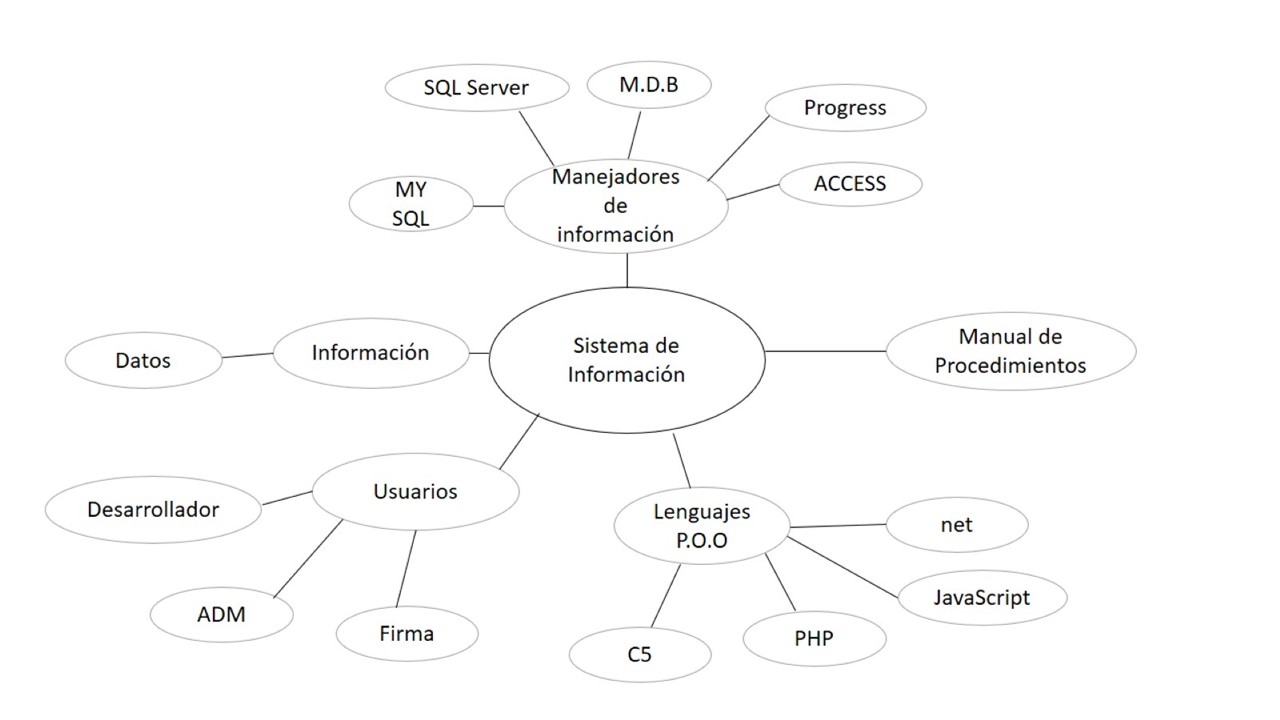 SQL Server
M.D.B
Progress
MY
SQL
Manejadores
de
información
ACCESS
Datos
Información
Sistema de
Información
Manual de
Procedimientos
Desarrollador
Usuarios
Lenguajes
P.O.O
net
ADM
Firma
C5
PHP
JavaScript